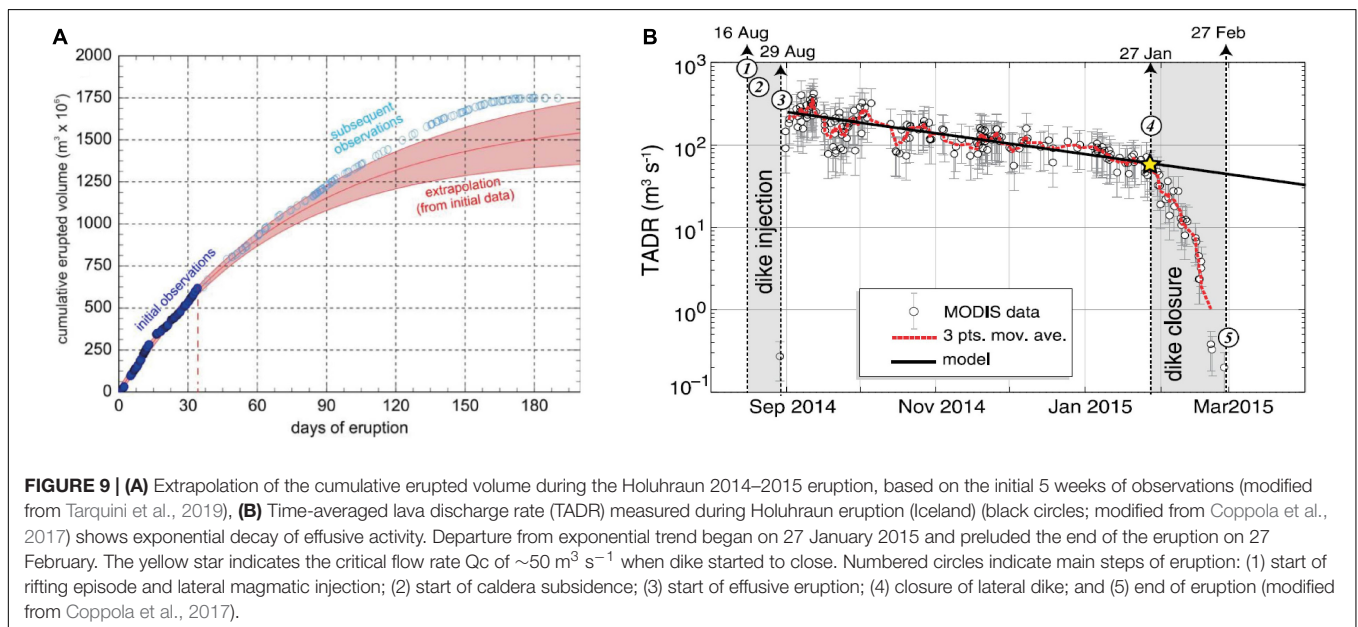 A
2000
1750
1500
1250
1000
750
500
250
0
cumulative erupted volume (m³ x 10⁶)
subsequent
observations
extrapolation
(from initial data)
initial observations
0 30 60 90 120 150 180
days of eruption
B
16 Aug
29 Aug
27 Jan
27 Feb
1
2
3
4
5
10³
10²
10¹
10⁰
10⁻¹
TADR (m³ s⁻¹)
dike injection
dike closure
MODIS data
3 pts. mov. ave.
model
Sep 2014 Nov 2014 Jan 2015 Mar2015
FIGURE 9 | (A) Extrapolation of the cumulative erupted volume during the Holuhraun 2014–2015 eruption, based on the initial 5 weeks of observations (modified
from Tarquini et al., 2019), (B) Time-averaged lava discharge rate (TADR) measured during Holuhraun eruption (Iceland) (black circles; modified from Coppola et al.,
2017) shows exponential decay of effusive activity. Departure from exponential trend began on 27 January 2015 and preluded the end of the eruption on 27
February. The yellow star indicates the critical flow rate Qc of ~50 m³ s⁻¹ when dike started to close. Numbered circles indicate main steps of eruption: (1) start of
rifting episode and lateral magmatic injection; (2) start of caldera subsidence; (3) start of effusive eruption; (4) closure of lateral dike; and (5) end of eruption (modified
from Coppola et al., 2017).